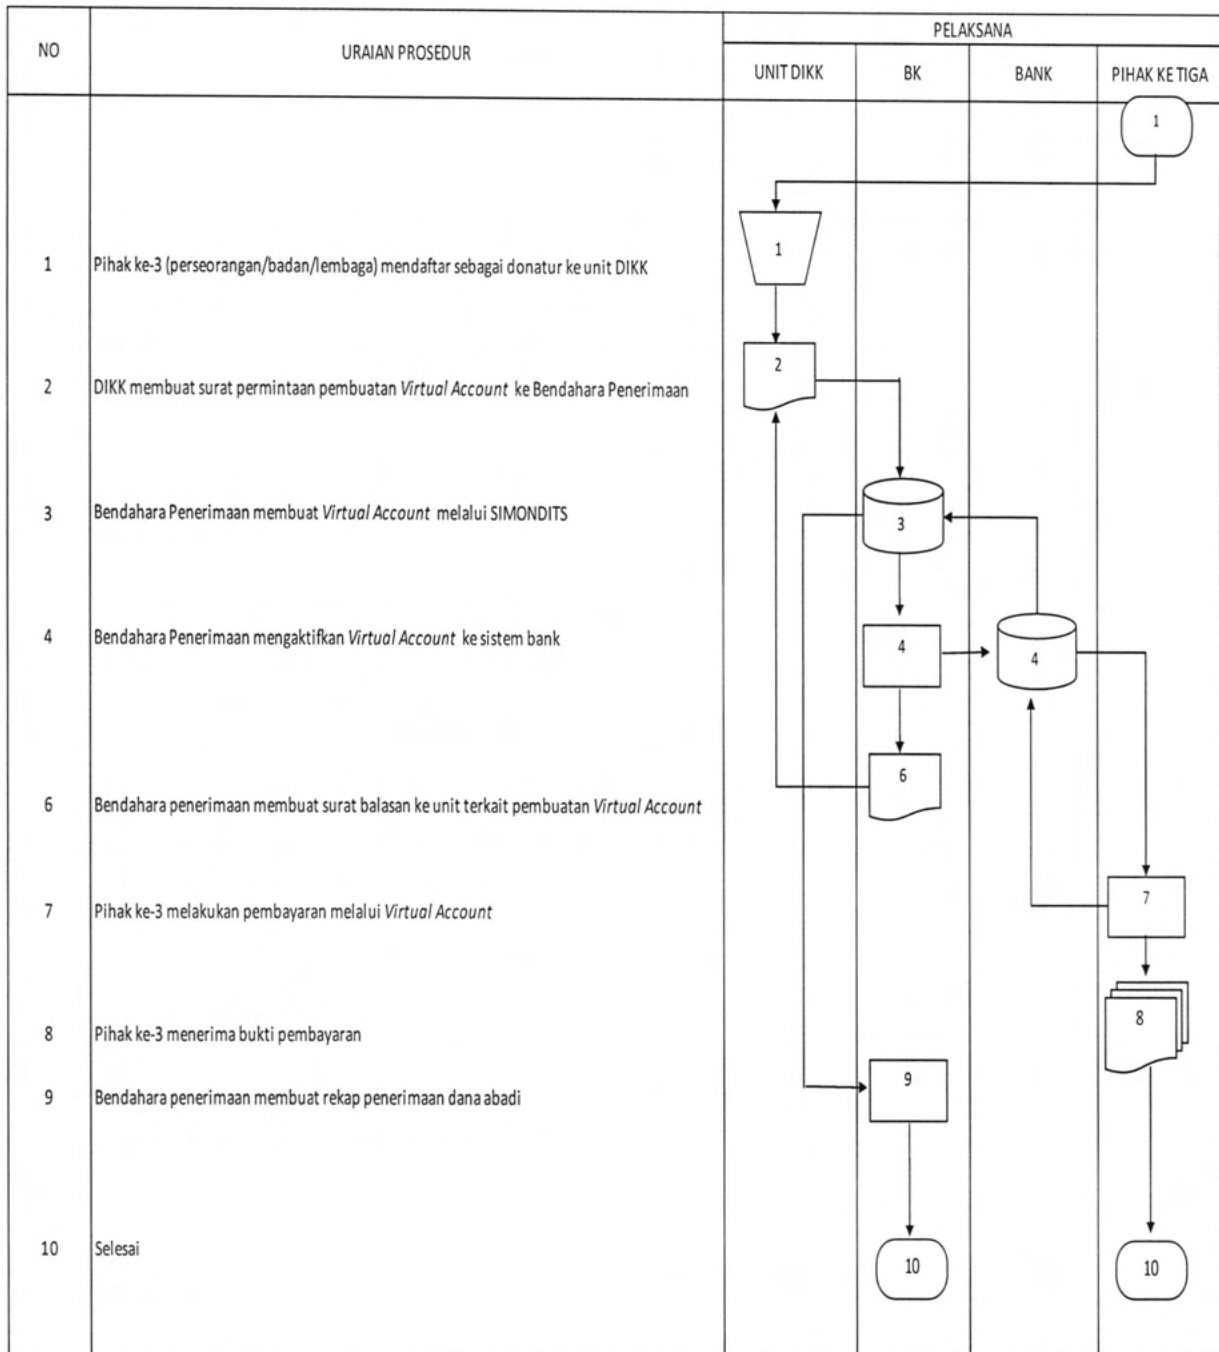 NO
URAIAN PROSEDUR
PELAKSANA
UNIT DIKK
BK
BANK
PIHAK KE TIGA
1
1
1 Pihak ke-3 (perseorangan/badan/lembaga) mendaftar sebagai donatur ke unit DIKK
2
2 DIKK membuat surat permintaan pembuatan Virtual Account ke Bendahara Penerimaan
3 Bendahara Penerimaan membuat Virtual Account melalui SIMONDITS
3
4 Bendahara Penerimaan mengaktifkan Virtual Account ke sistem bank
4
4
6
6 Bendahara penerimaan membuat surat balasan ke unit terkait pembuatan Virtual Account
7 Pihak ke-3 melakukan pembayaran melalui Virtual Account
7
8 Pihak ke-3 menerima bukti pembayaran
8
9
9 Bendahara penerimaan membuat rekap penerimaan dana abadi
10 Selesai
10
10